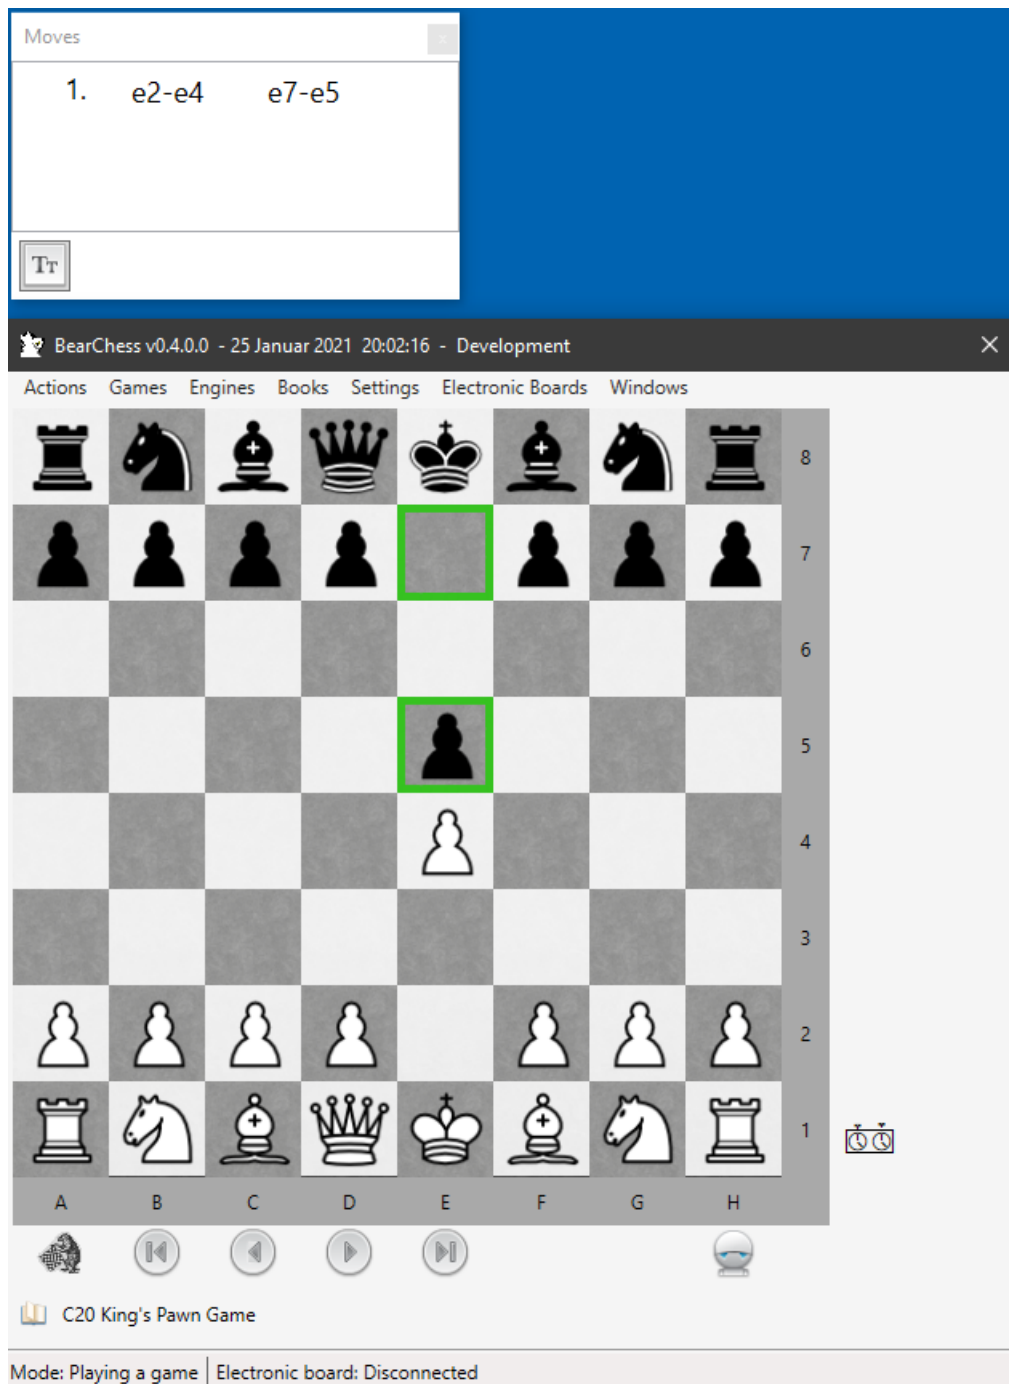 Moves
1. e2-e4 e7-e5
TT
BearChess v0.4.0.0 - 25 Januar 2021 20:02:16 - Development
Actions Games Engines Books Settings Electronic Boards Windows
8
7
6
5
4
3
2
1
A B C D E F G H
C20 King's Pawn Game
Mode: Playing a game Electronic board: Disconnected